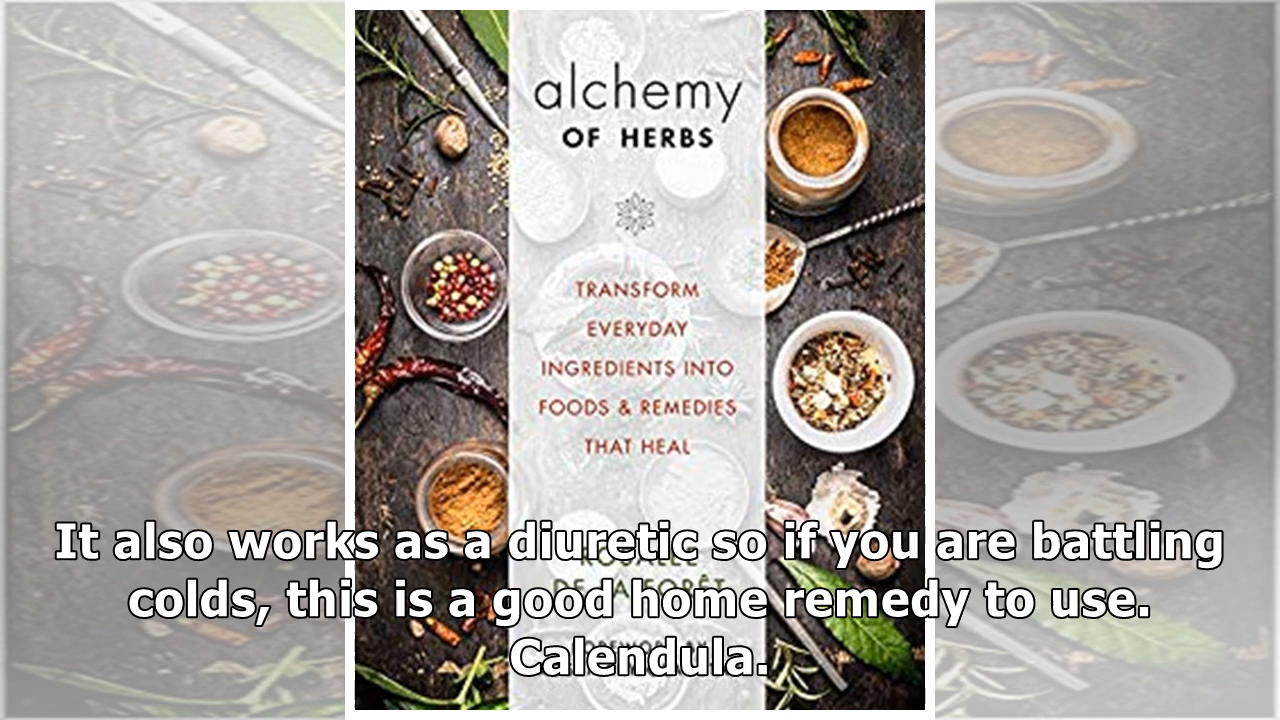 alchemy
OF HERBS
TRANSFORM
EVERYDAY
INGREDIENTS INTO
FOODS & REMEDIES
THAT HEAL
It also works as a diuretic so if you are battling
colds, this is a good home remedy to use.
Calendula.